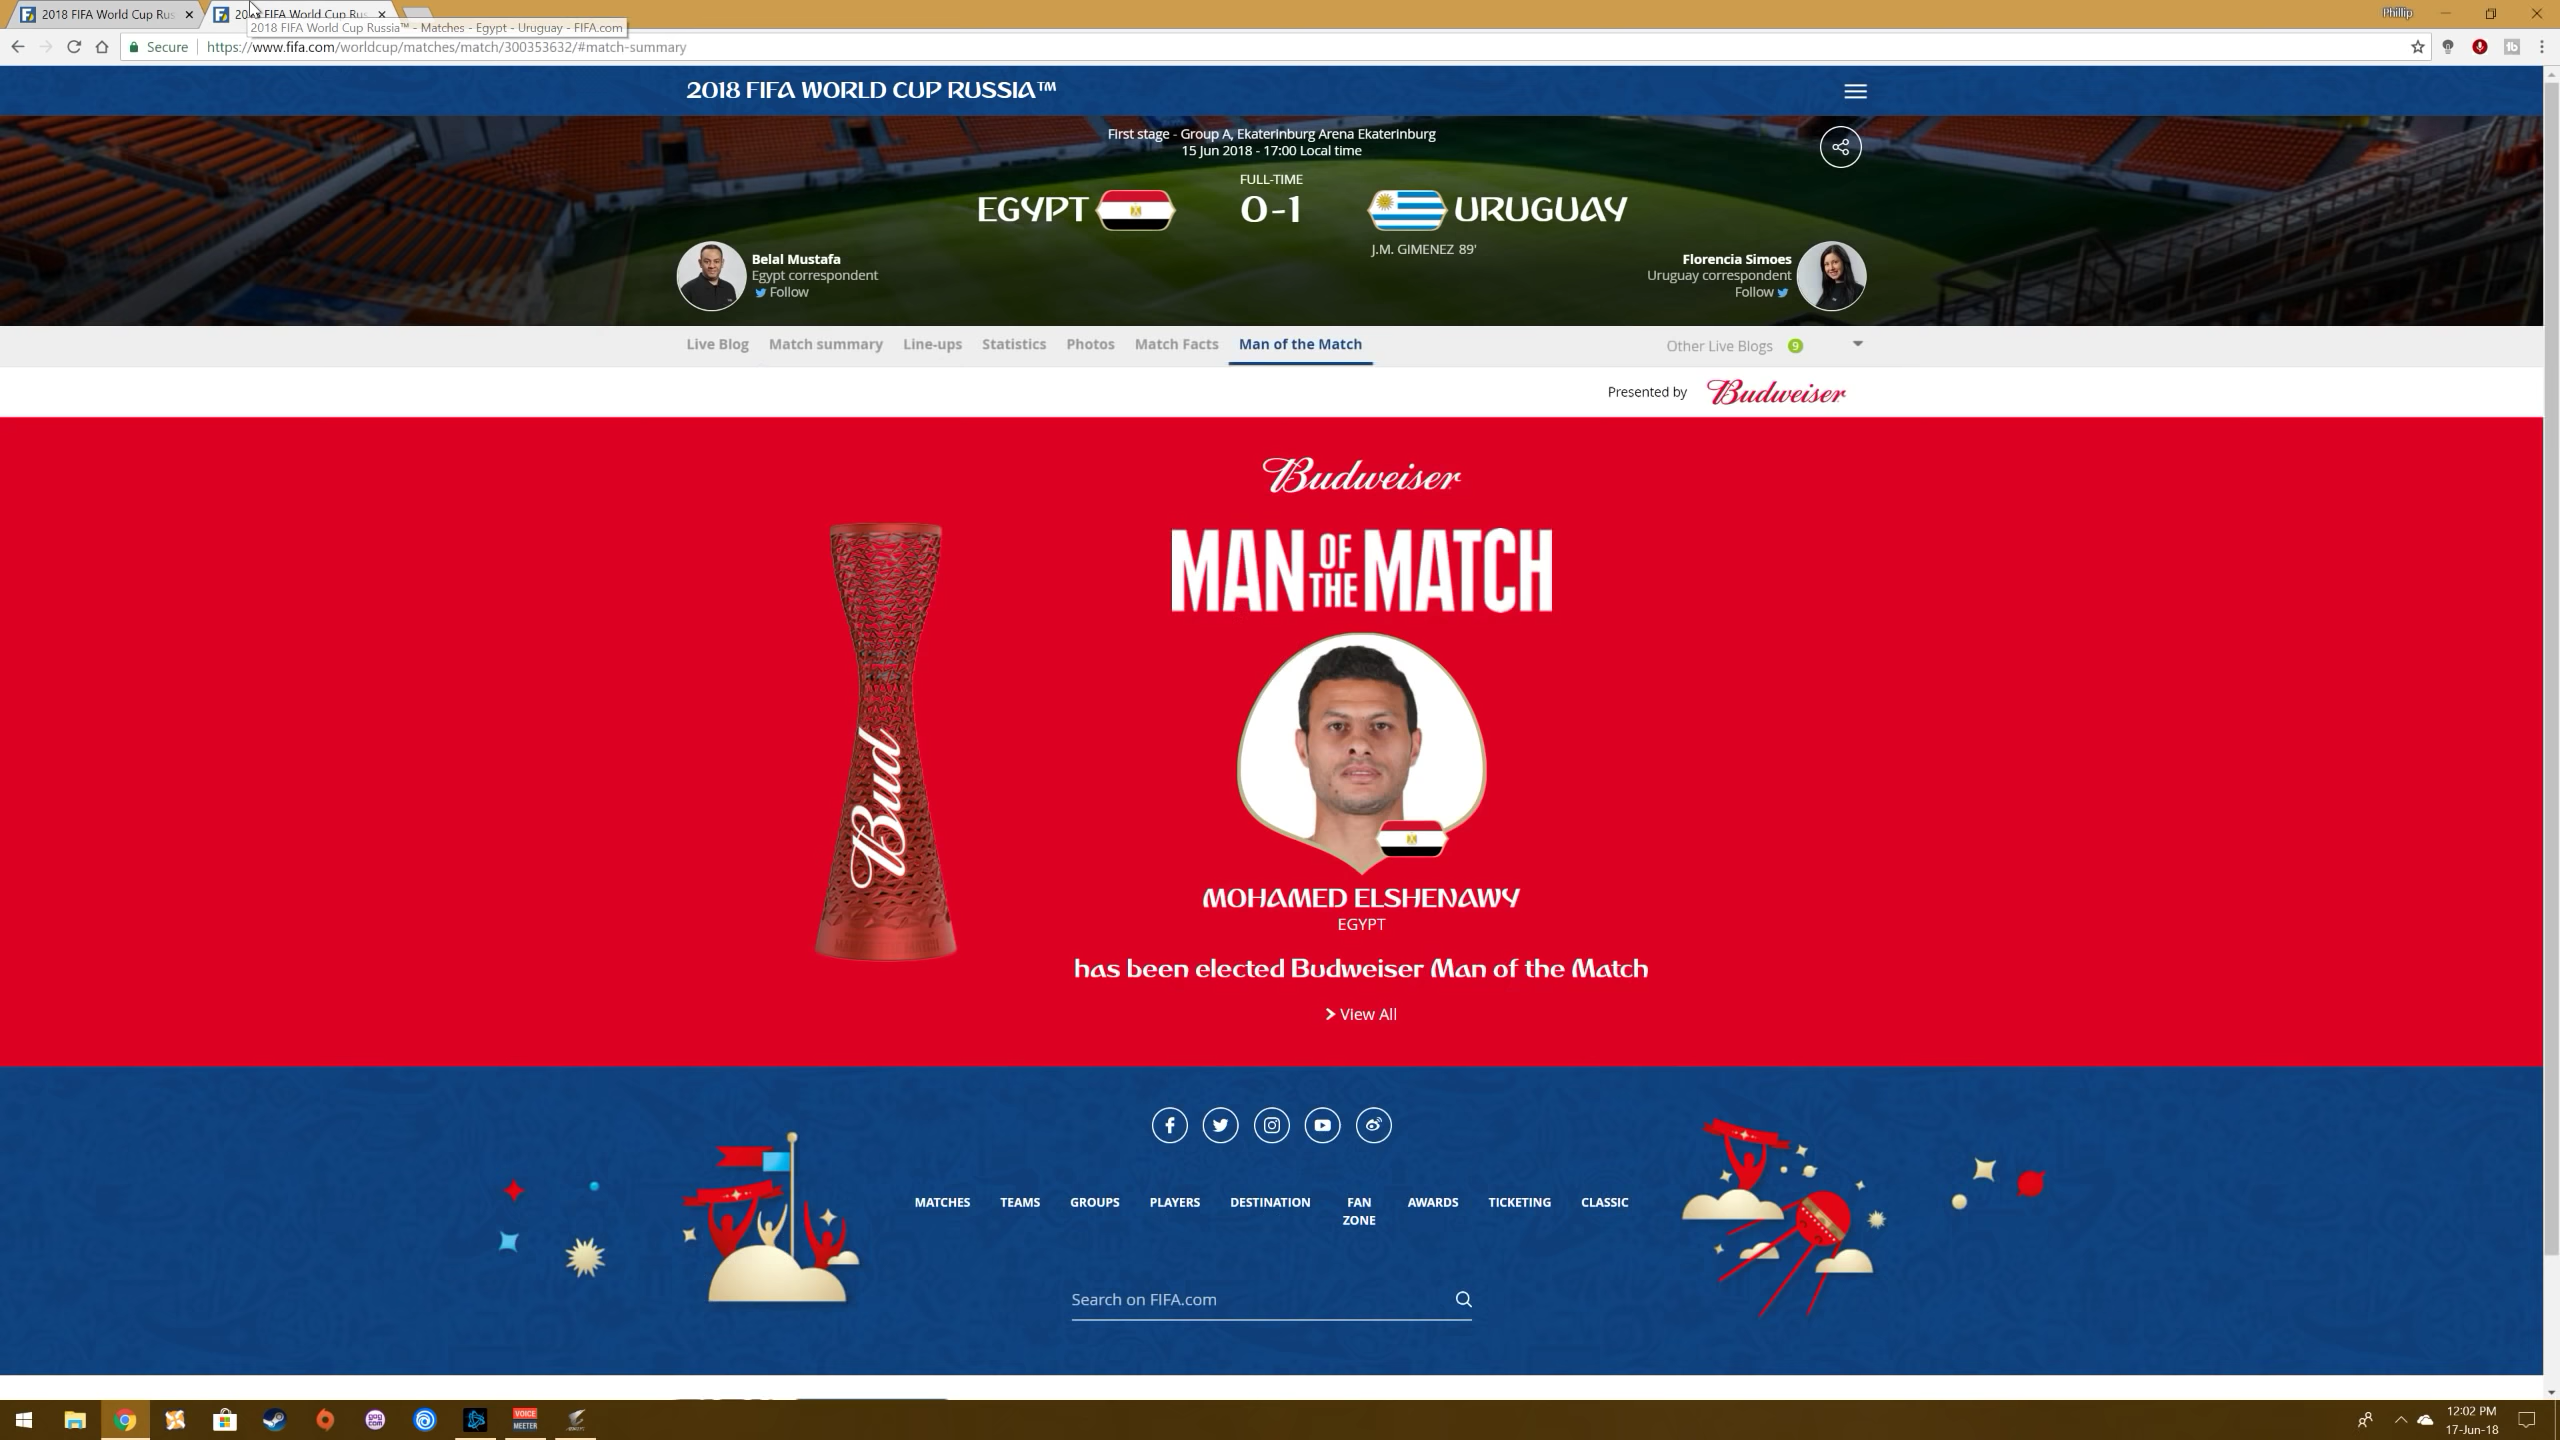 2018 FIFA World Cup Rus
2018 FIFA World Cup Rus
Phillip
2018 FIFA World Cup Russia™ - Matches - Egypt - Uruguay - FIFA.com
Secure
https://www.fifa.com/worldcup/matches/match/300353632/#match-summary
2018 FIFA WORLD CUP RUSSIA™
First stage - Group A, Ekaterinburg Arena Ekaterinburg
15 Jun 2018 - 17:00 Local time
FULL-TIME
EGYPT 0-1 URUGUAY
J.M. GIMENEZ 89'
Belal Mustafa
Egypt correspondent
Follow
Florencia Simoes
Uruguay correspondent
Follow
Live Blog Match summary Line-ups Statistics Photos Match Facts Man of the Match Other Live Blogs 9
Presented by Budweiser
Budweiser
MAN OF THE MATCH
Bud
MOHAMED ELSHENAWY
EGYPT
has been elected Budweiser Man of the Match
View All
MATCHES TEAMS GROUPS PLAYERS DESTINATION FAN ZONE AWARDS TICKETING CLASSIC
Search on FIFA.com
VOICE
MEETER
12:02 PM
17-Jun-18